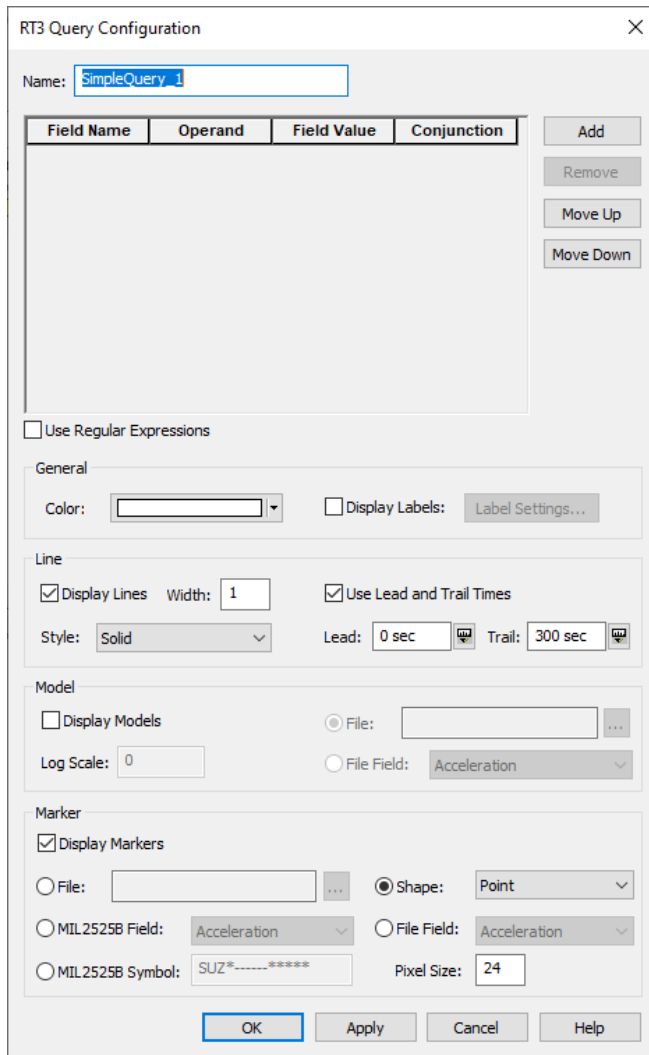 RT3 Query Configuration
Name: SimpleQuery_1
Field Name Operand Field Value Conjunction
Add
Remove
Move Up
Move Down
Use Regular Expressions
General
Color: Display Labels: Label Settings...
Line
Display Lines Width: 1 Use Lead and Trail Times
Style: Solid Lead: 0 sec Trail: 300 sec
Model
Display Models File: ...
Log Scale: 0 File Field: Acceleration
Marker
Display Markers
File: ... Shape: Point
MIL2525B Field: Acceleration File Field: Acceleration
MIL2525B Symbol: SUZ*------***** Pixel Size: 24
OK Apply Cancel Help